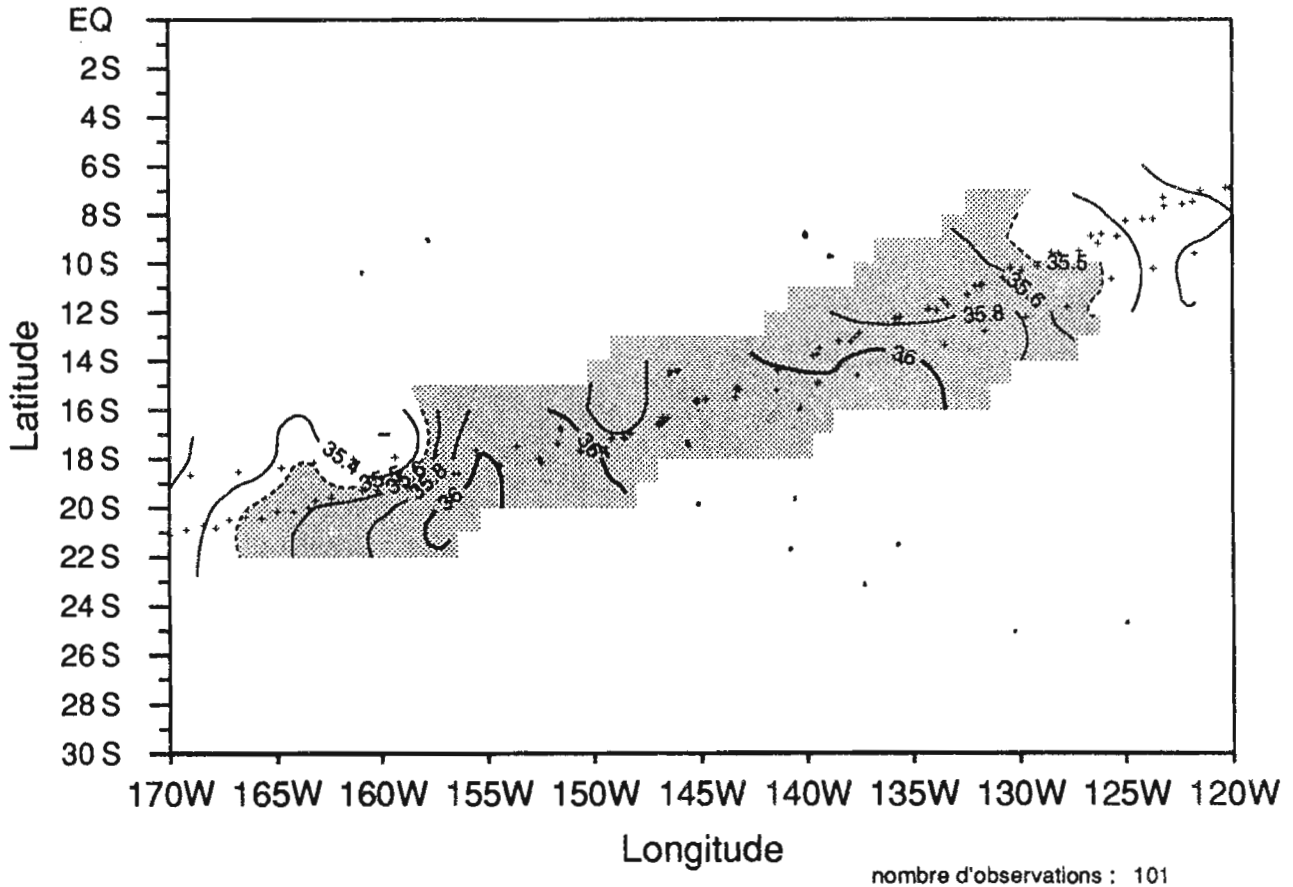 EQ
2S
4S
6S
8S
10S
12S
14S
16S
18S
20S
22S
24S
26S
28S
30S
Latitude
35.5
35.6
35.8
36
36
35.4
35.5
35.6
35.8
36
170W 165W 160W 155W 150W 145W 140W 135W 130W 125W 120W
Longitude
nombre d'observations : 101